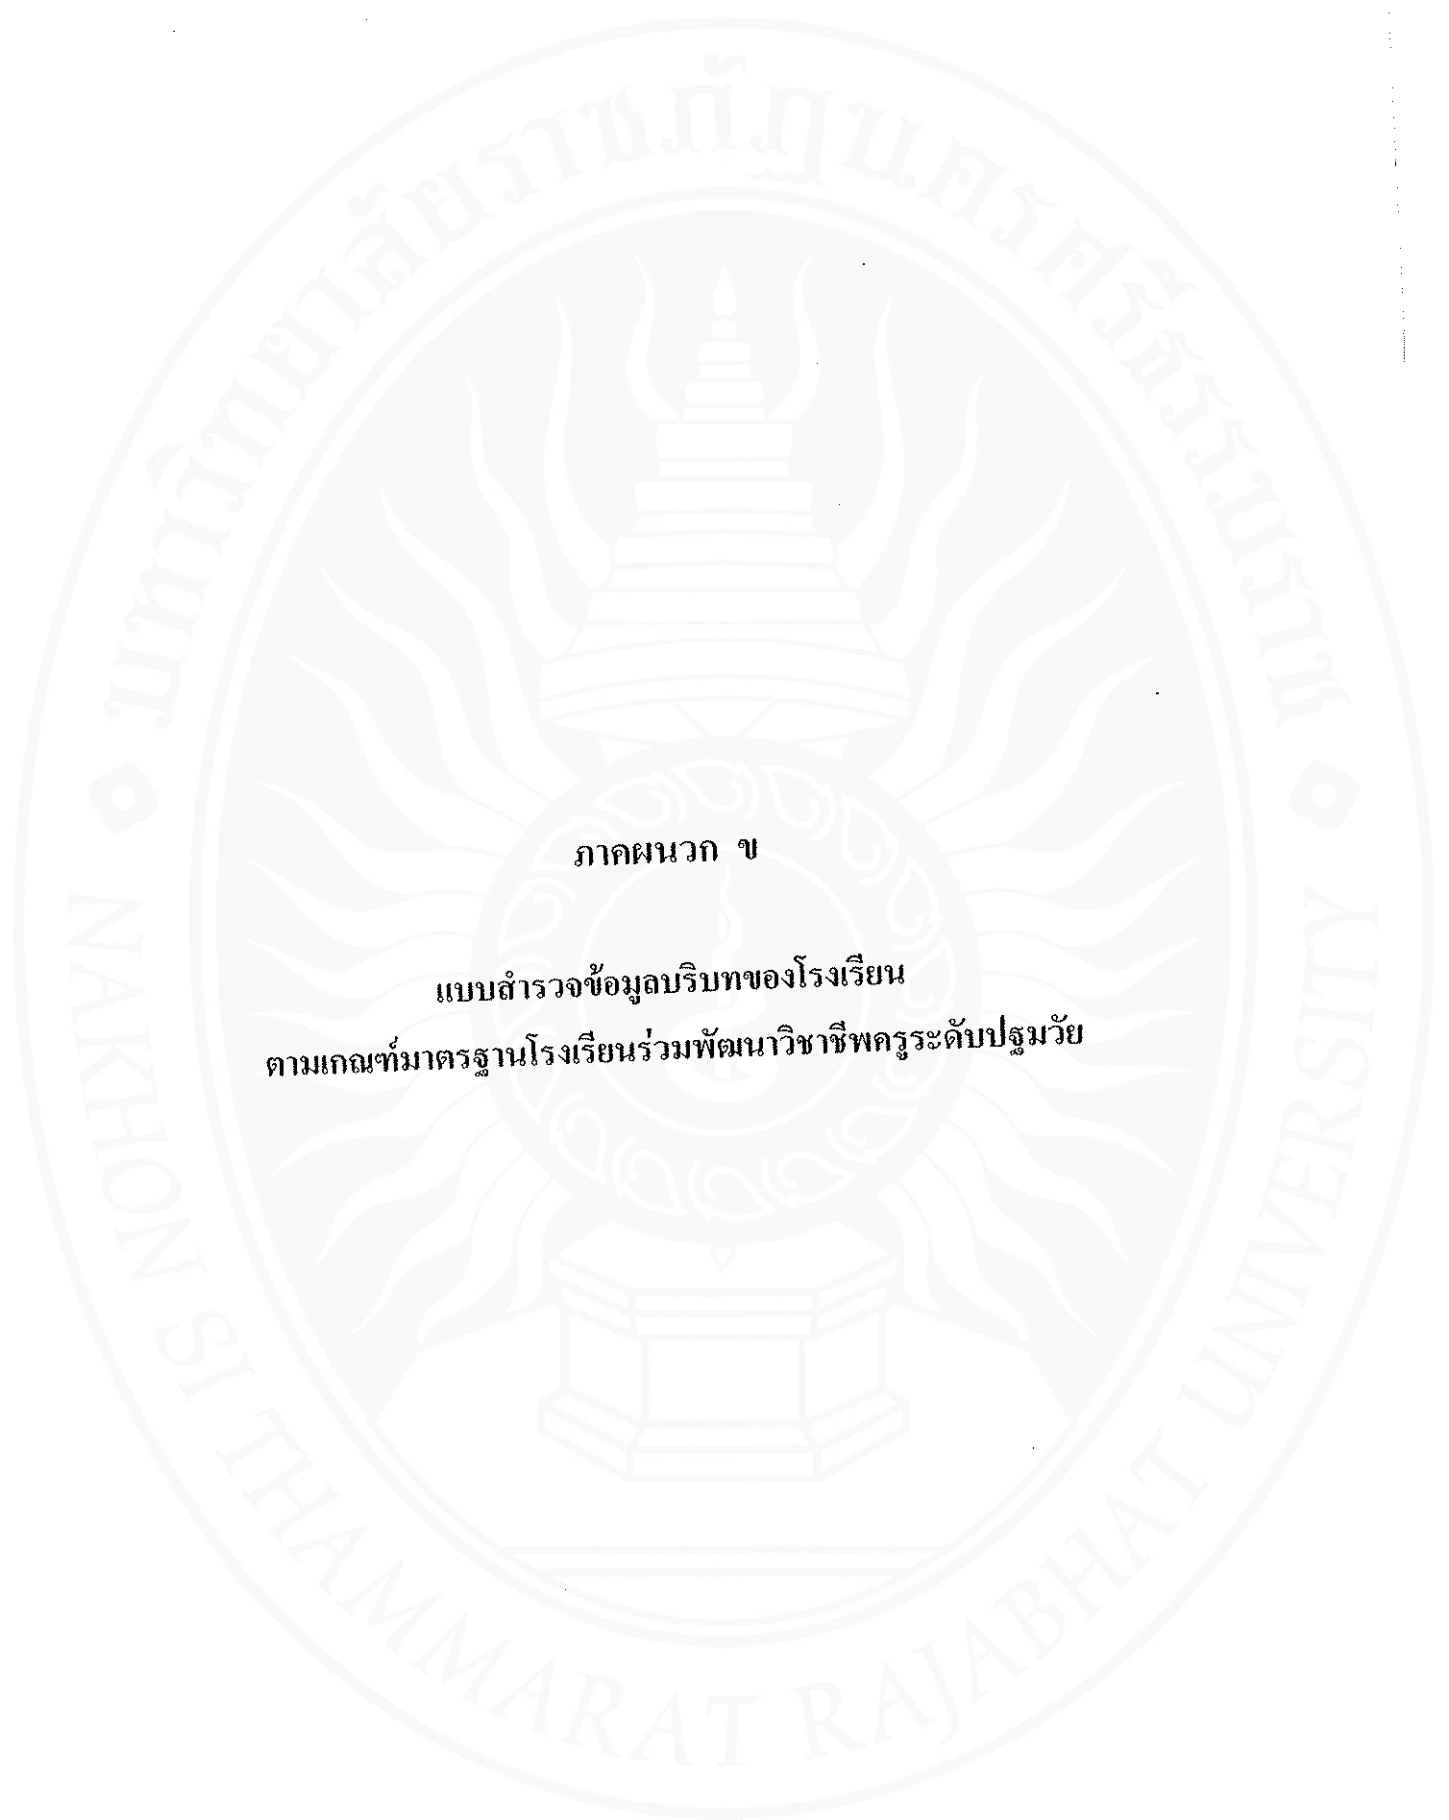 มหาวิทยาลัยราชภัฏนครศรีธรรมราช
ภาคผนวก ข
แบบสำรวจข้อมูลบริบทของโรงเรียน
ตามเกณฑ์มาตรฐานโรงเรียนร่วมพัฒนาวิชาชีพครูระดับปฐมวัย
NAKHON SI THAMMARAT RAJABHAT UNIVERSITY